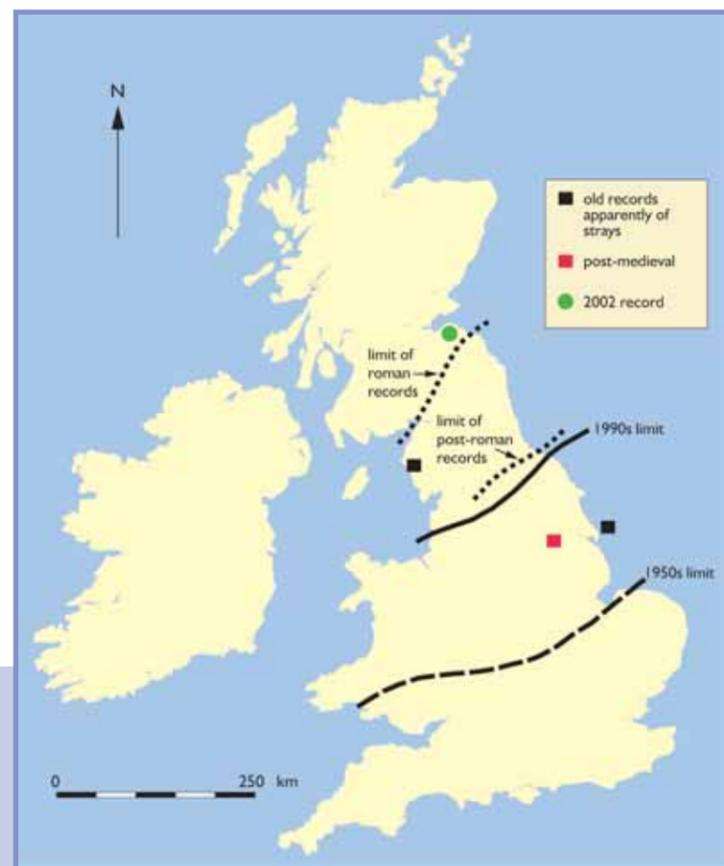 N
old records
apparently of
strays
post-medieval
2002 record
limit of
roman
records
limit of
post-roman
records
1990s limit
1950s limit
0 250 km